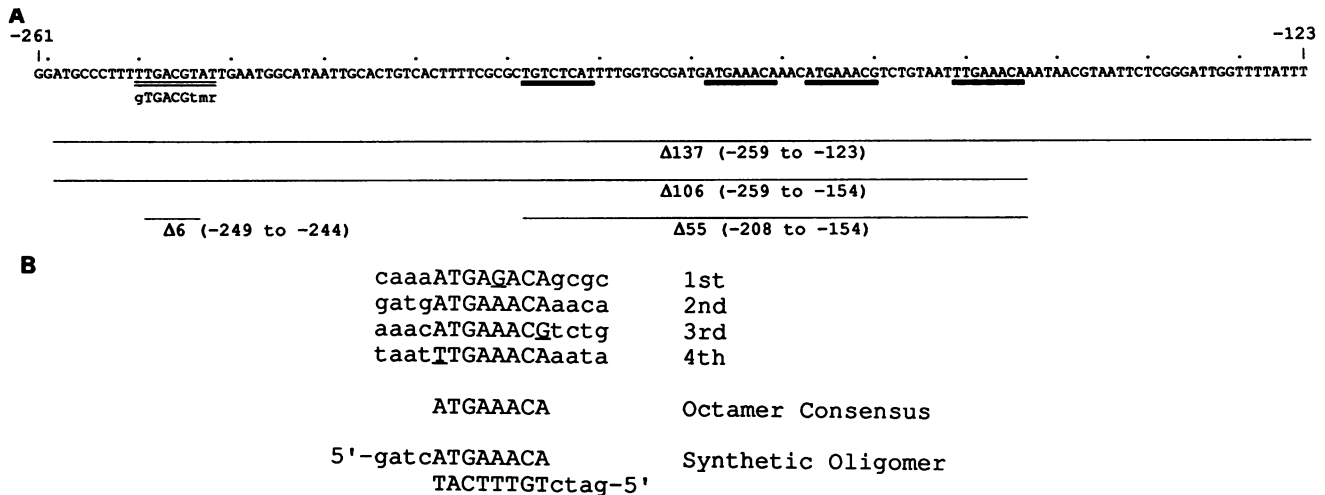 A
-261 -123
GGATGCCCTTTTTGACGTATTGAATGGCATAATTGCACTGTCACTTTTCGCGCTGTCTCATTTTGGTGCGATGATGAAACAAACATGAAACGTCTGTAATTTGAAACAAATAACGTAATTCTCGGGATTGGTTTTATTT
gTGACGtmr
Δ137 (-259 to -123)
Δ106 (-259 to -154)
Δ6 (-249 to -244) Δ55 (-208 to -154)
B
caaaATGAGACAgcgc 1st
gatgATGAAACAaaca 2nd
aaacATGAAACGtctg 3rd
taatTTGAAACAaata 4th
ATGAAACA Octamer Consensus
5'-gatcATGAAACA Synthetic Oligomer
TACTTTGTctag-5'